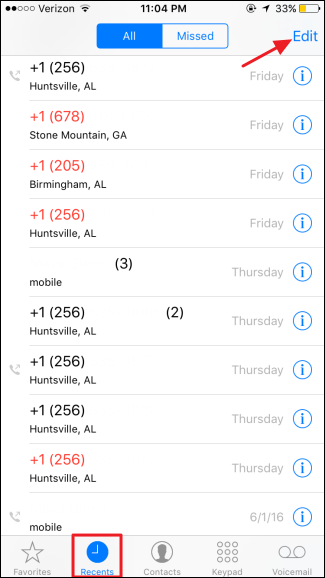 Verizon 11:04 PM 33%
All Missed Edit
+1 (256)
Huntsville, AL
Friday
+1 (678)
Stone Mountain, GA
Friday
+1 (205)
Birmingham, AL
Friday
+1 (256)
Huntsville, AL
Friday
(3)
mobile
Thursday
+1 (256) (2)
Huntsville, AL
Thursday
+1 (256)
Huntsville, AL
Thursday
+1 (256)
Huntsville, AL
Thursday
+1 (256)
Huntsville, AL
Thursday
mobile
6/1/16
Favorites Recents Contacts Keypad Voicemail